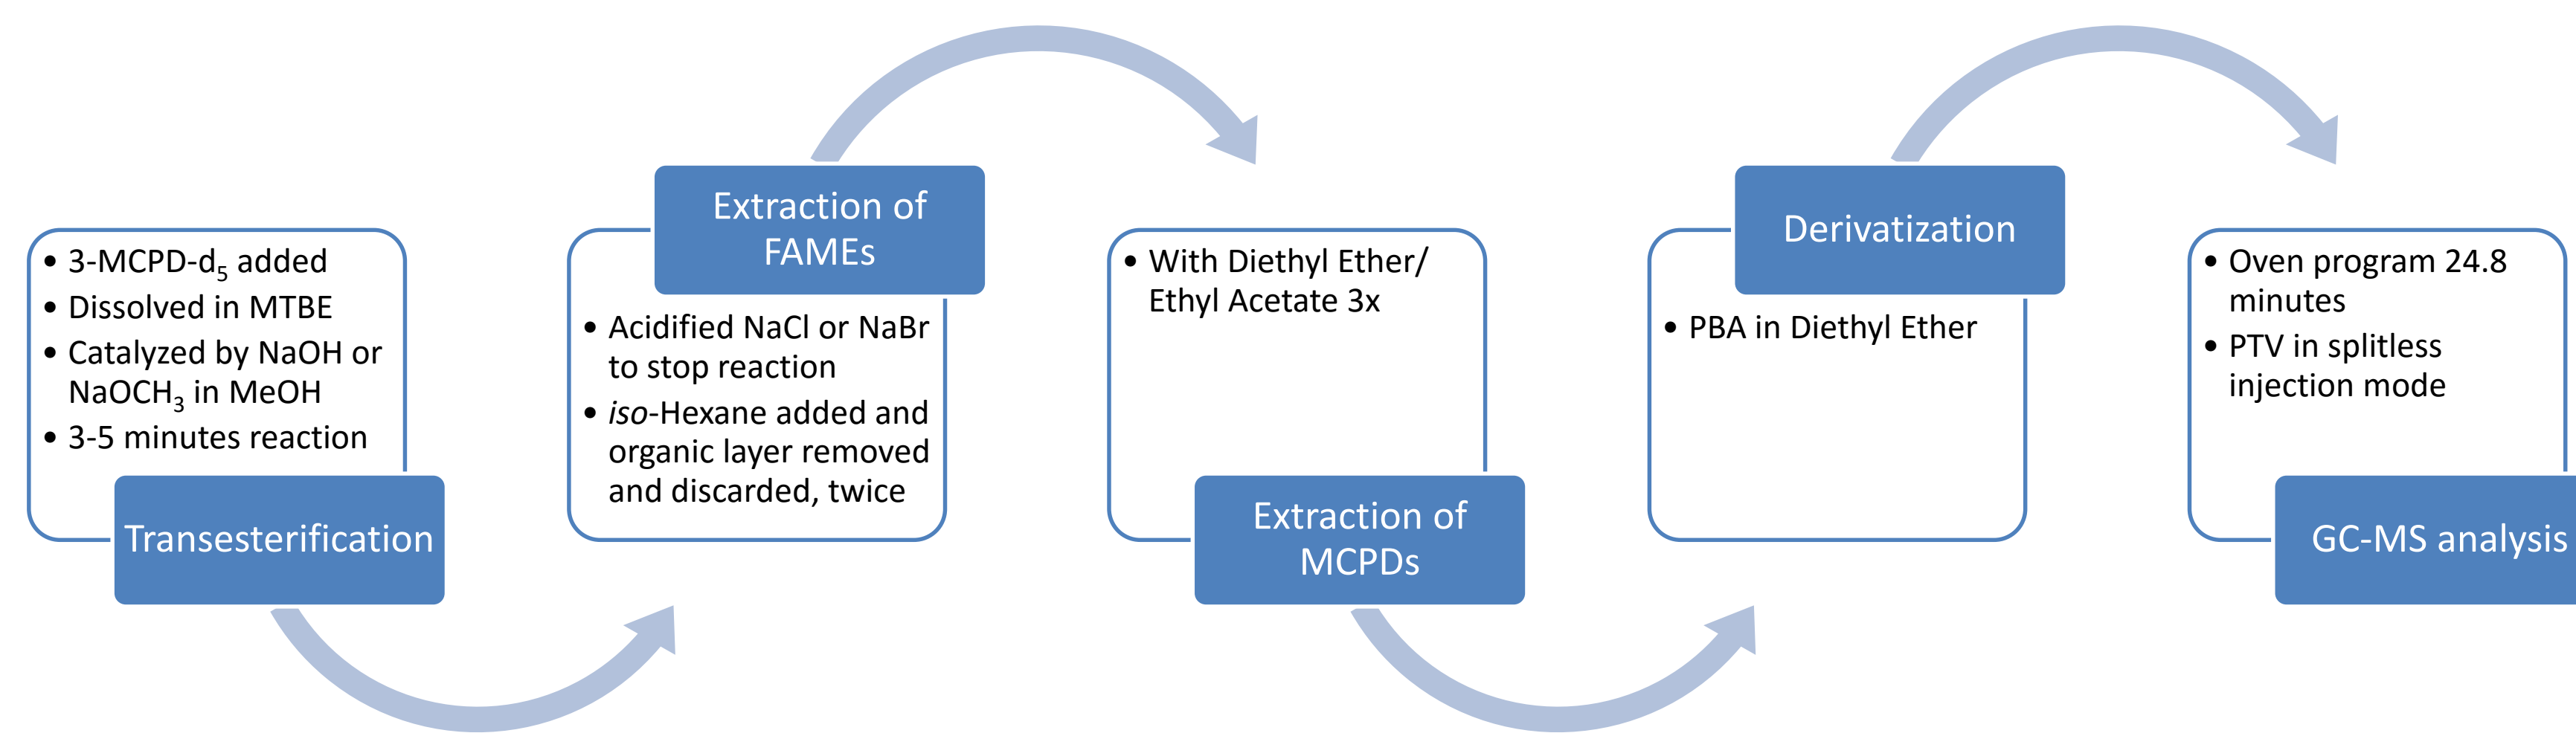 • 3-MCPD-d₅ added
• Dissolved in MTBE
• Catalyzed by NaOH or
NaOCH₃ in MeOH
• 3-5 minutes reaction
Transesterification
Extraction of
FAMEs
• Acidified NaCl or NaBr
to stop reaction
• iso-Hexane added and
organic layer removed
and discarded, twice
• With Diethyl Ether/
Ethyl Acetate 3x
Extraction of
MCPDs
Derivatization
• PBA in Diethyl Ether
• Oven program 24.8
minutes
• PTV in splitless
injection mode
GC-MS analysis